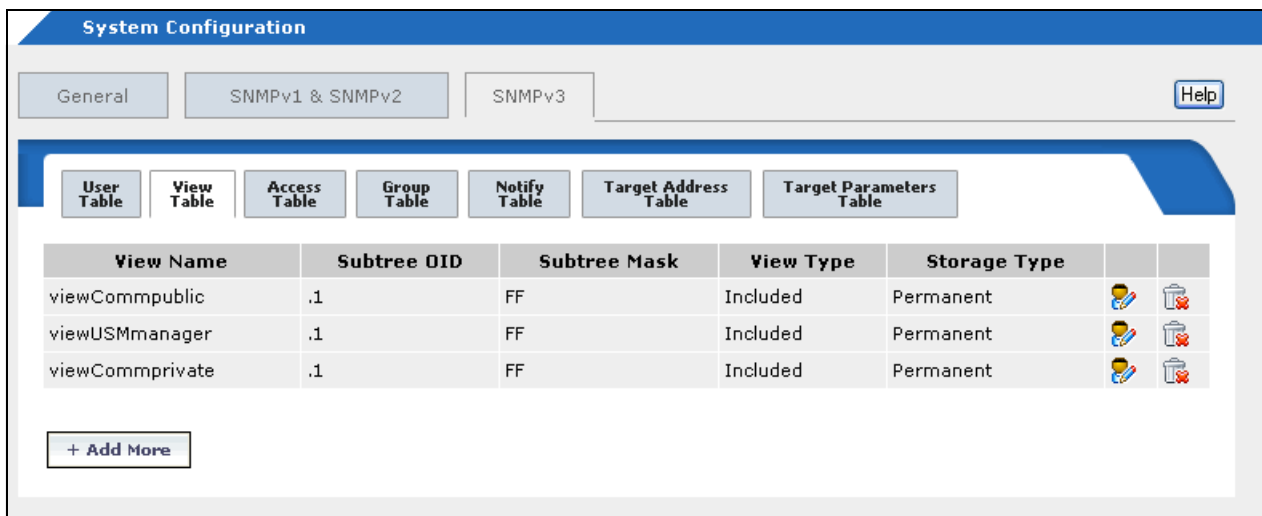 System Configuration
General SNMPv1 & SNMPv2 SNMPv3 Help
User Table View Table Access Table Group Table Notify Table Target Address Table Target Parameters Table
View Name Subtree OID Subtree Mask View Type Storage Type
viewCommpublic .1 FF Included Permanent
viewUSMmanager .1 FF Included Permanent
viewCommprivate .1 FF Included Permanent
+ Add More